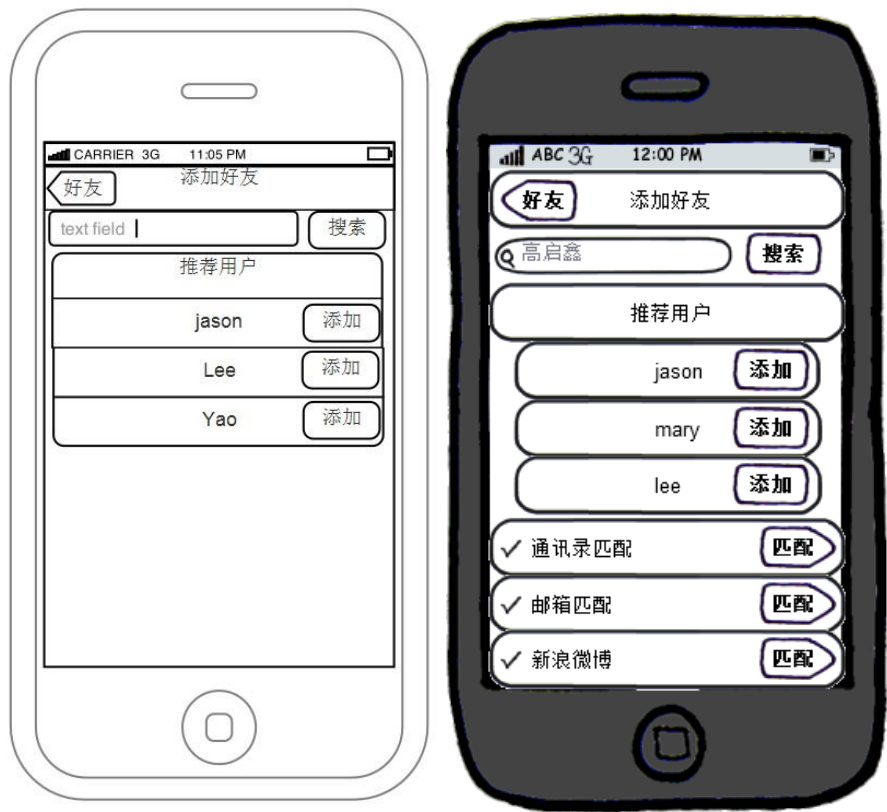 CARRIER 3G 11:05 PM
好友 添加好友
text field 搜索
推荐用户
jason 添加
Lee 添加
Yao 添加
ABC 3G 12:00 PM
好友 添加好友
高启鑫 搜索
推荐用户
jason 添加
mary 添加
lee 添加
通讯录匹配 匹配
邮箱匹配 匹配
新浪微博 匹配